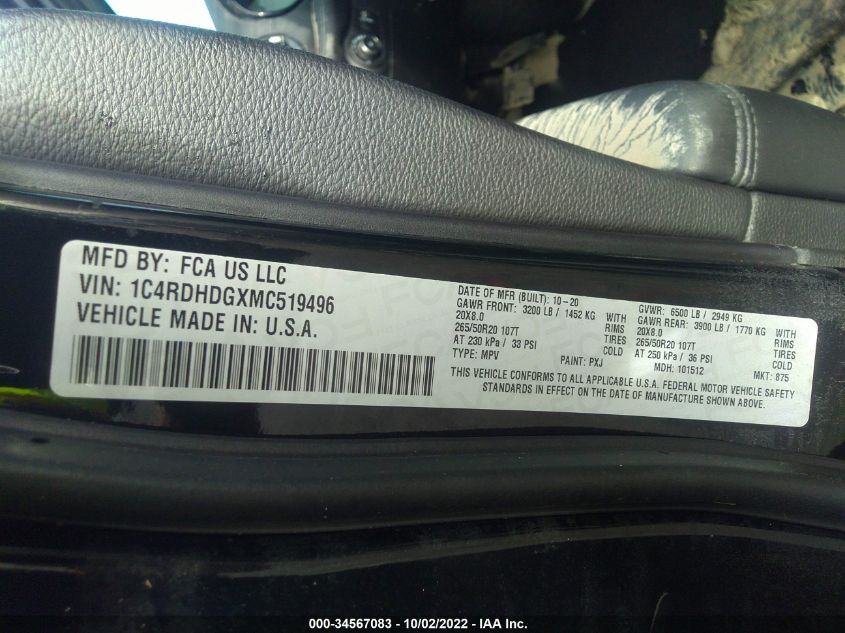 MFD BY: FCA US LLC
VIN: 1C4RDHDGXMC519496
VEHICLE MADE IN: U.S.A.
DATE OF MFR (BUILT): 10-20 GVWR: 6500 LB / 2949 KG
GAWR FRONT: 3200 LB / 1452 KG WITH GAWR REAR: 3900 LB / 1770 KG WITH
20X8.0 RIMS 20X8.0 RIMS
265/50R20 107T TIRES 265/50R20 107T TIRES
AT 230 kPa / 33 PSI COLD AT 250 kPa / 36 PSI COLD
TYPE: MPV PAINT: PXJ MDH: 101512 MKT: 875
THIS VEHICLE CONFORMS TO ALL APPLICABLE U.S.A. FEDERAL MOTOR VEHICLE SAFETY
STANDARDS IN EFFECT ON THE DATE OF MANUFACTURE SHOWN ABOVE.
000-34567083 - 10/02/2022 - IAA Inc.